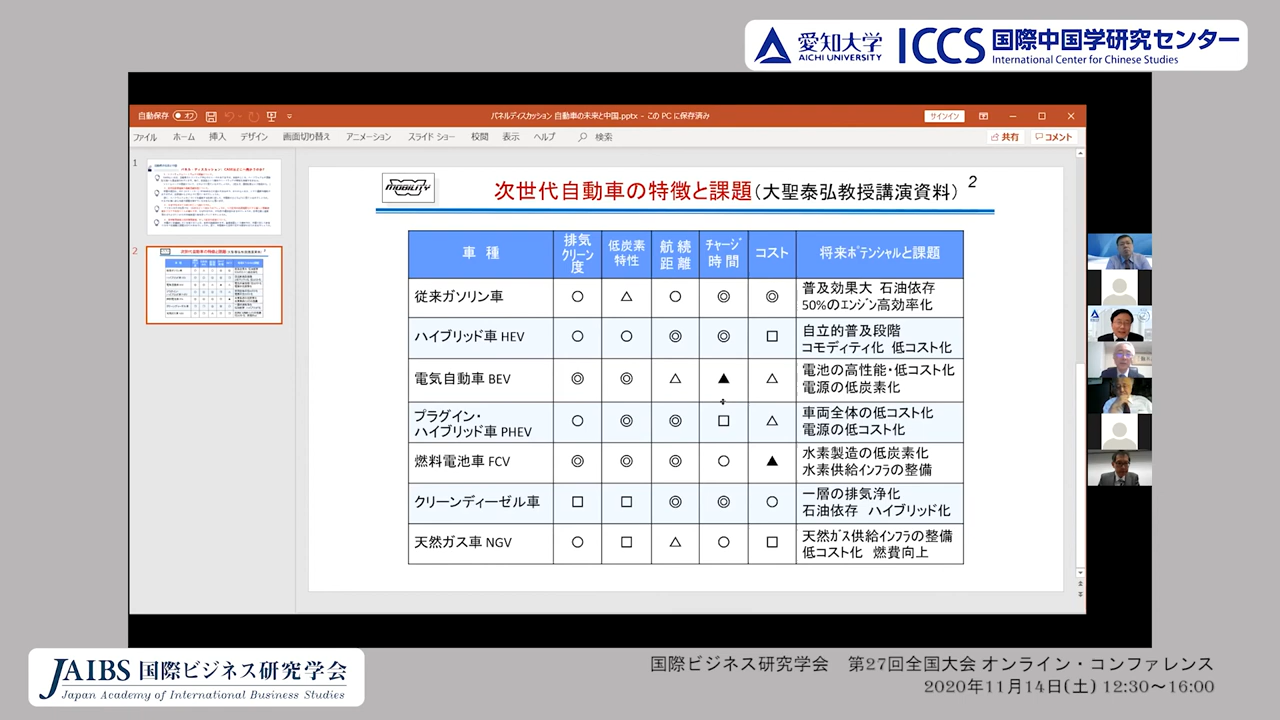 愛知大学
AICHI UNIVERSITY
ICCS 国際中国学研究センター
International Center for Chinese Studies
自動保存 オフ
パネルディスカッション 自動車の未来と中国.pptx - この PC に保存済み
サインイン
ファイル ホーム 挿入 デザイン 画面切り替え アニメーション スライド ショー 校閲 表示 ヘルプ 検索
共有 コメント
1
2
MOBILITY
次世代自動車の特徴と課題(大聖泰弘教授講演資料) 2
車 種 排気クリーン度 低炭素特性 航続距離 ﾁｬｰｼﾞ時間 コスト 将来ﾎﾟﾃﾝｼｬﾙと課題
従来ガソリン車 ○ △ ○ ◎ ◎ 普及効果大 石油依存
50%のｴﾝｼﾞﾝ高効率化
ハイブリッド車 HEV ○ ○ ◎ ◎ □ 自立的普及段階
コモディティ化 低コスト化
電気自動車 BEV ◎ ◎ △ ▲ △ 電池の高性能・低コスト化
電源の低炭素化
プラグイン・
ハイブリッド車 PHEV ○ ◎ ◎ □ △ 車両全体の低コスト化
電源の低コスト化
燃料電池車 FCV ◎ ◎ ◎ ○ ▲ 水素製造の低炭素化
水素供給ｲﾝﾌﾗの整備
クリーンディーゼル車 □ □ ◎ ◎ ○ 一層の排気浄化
石油依存 ハイブリッド化
天然ガス車 NGV ○ □ △ ○ □ 天然ｶﾞｽ供給ｲﾝﾌﾗの整備
低コスト化 燃費向上
JAIBS 国際ビジネス研究学会
Japan Academy of International Business Studies
国際ビジネス研究学会 第27回全国大会 オンライン・コンファレンス
2020年11月14日(土) 12:30～16:00